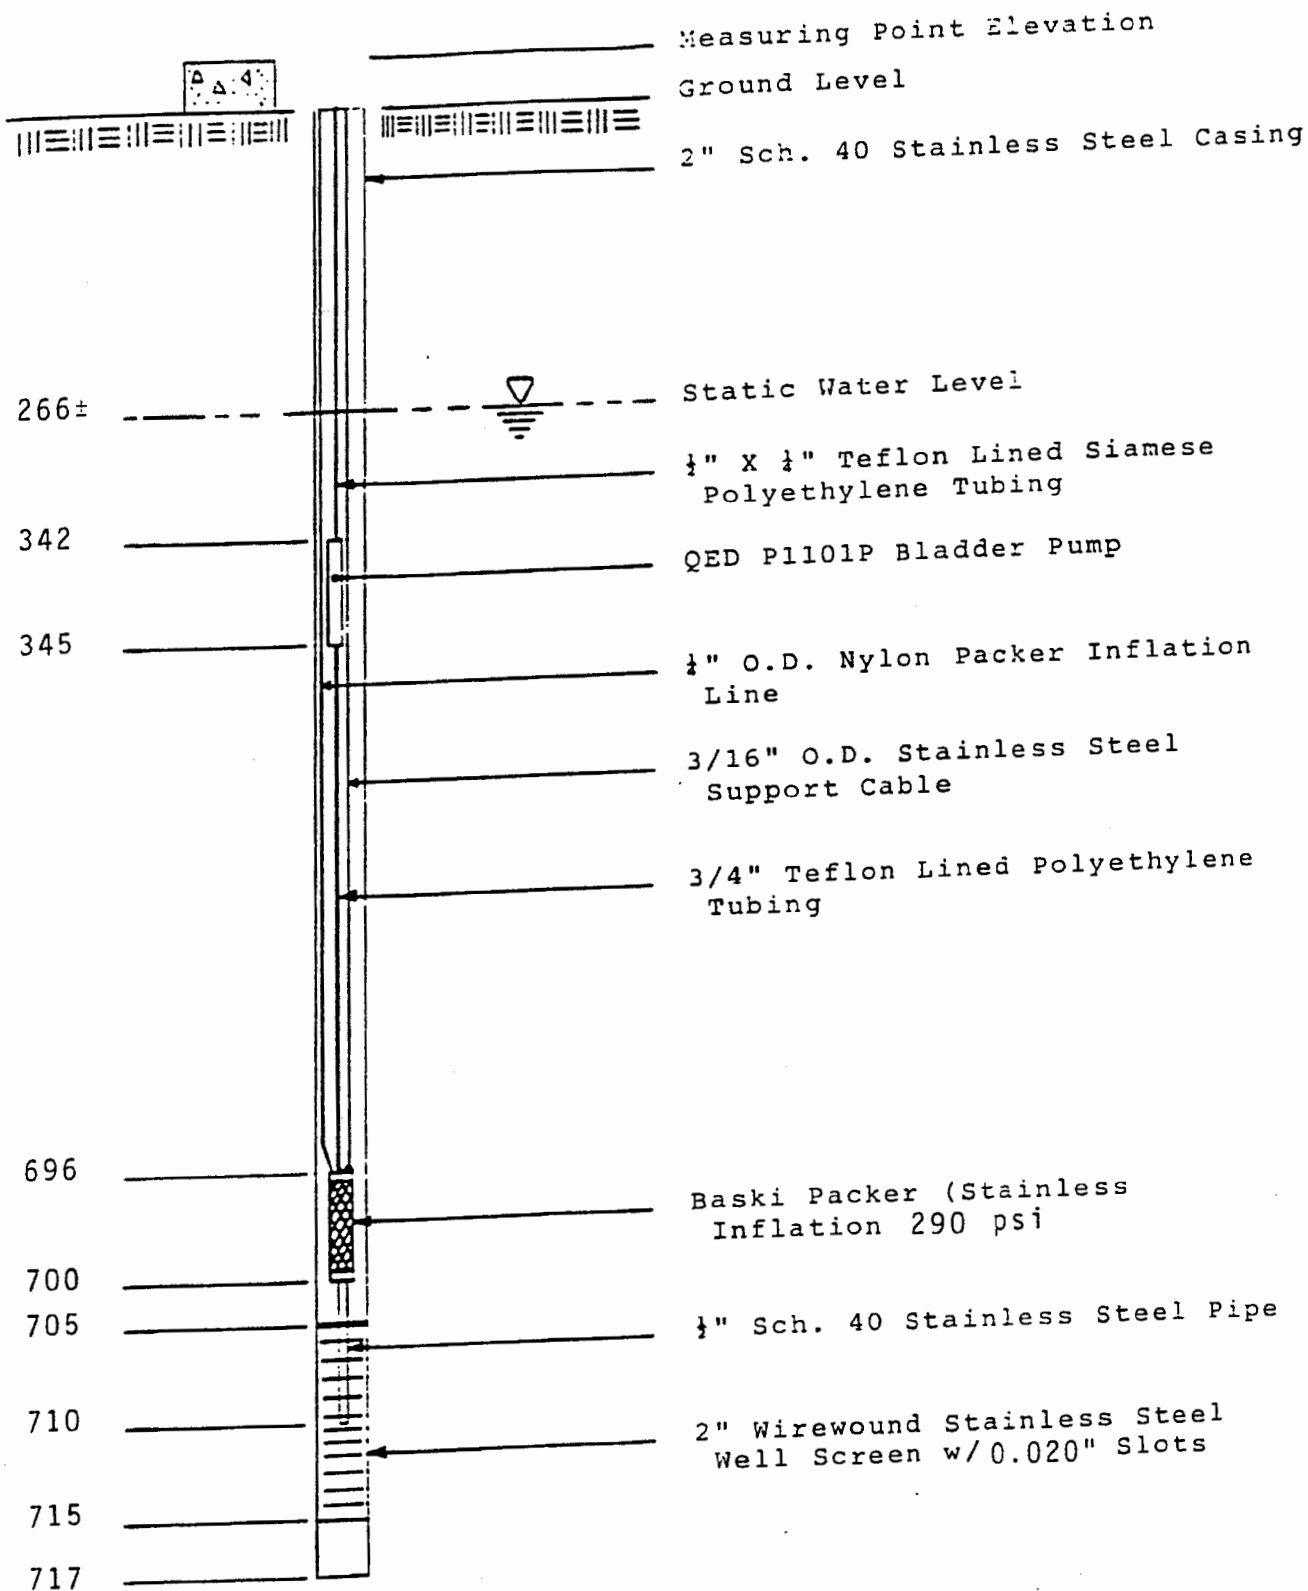 Measuring Point Elevation
Ground Level
2" Sch. 40 Stainless Steel Casing
266±
Static Water Level
½" X ¼" Teflon Lined Siamese
Polyethylene Tubing
342
QED P1101P Bladder Pump
345
¼" O.D. Nylon Packer Inflation
Line
3/16" O.D. Stainless Steel
Support Cable
3/4" Teflon Lined Polyethylene
Tubing
696
Baski Packer (Stainless
Inflation 290 psi
700
705
½" Sch. 40 Stainless Steel Pipe
710
2" Wirewound Stainless Steel
Well Screen w/0.020" Slots
715
717